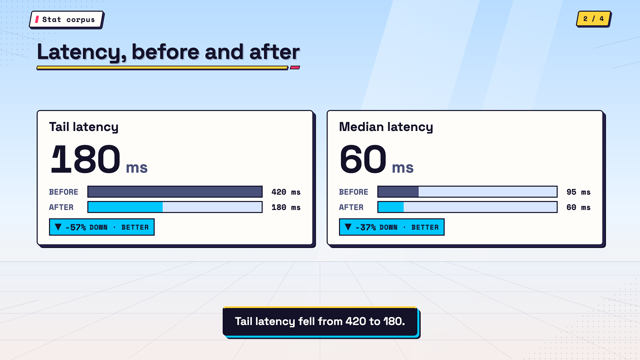 Stat corpus
2 / 4
Latency, before and after
Tail latency
180 ms
BEFORE 420 ms
AFTER 180 ms
▼ -57% DOWN · BETTER
Median latency
60 ms
BEFORE 95 ms
AFTER 60 ms
▼ -37% DOWN · BETTER
Tail latency fell from 420 to 180.